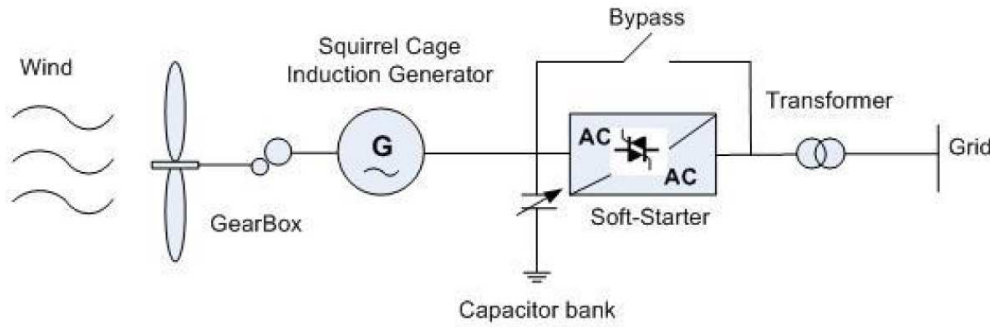 Bypass
Squirrel Cage
Induction Generator
Wind
Transformer
G
AC
AC
Grid
GearBox
Soft-Starter
Capacitor bank